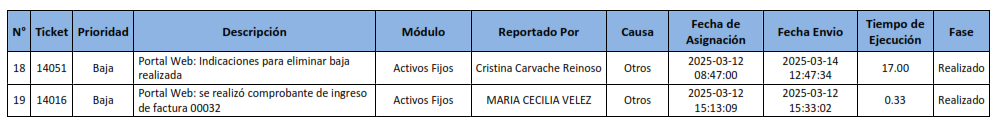 N° Ticket Prioridad Descripción Módulo Reportado Por Causa Fecha de Asignación Fecha Envio Tiempo de Ejecución Fase
18 14051 Baja Portal Web: Indicaciones para eliminar baja realizada Activos Fijos Cristina Carvache Reinoso Otros 2025-03-12 08:47:00 2025-03-14 12:47:34 17.00 Realizado
19 14016 Baja Portal Web: se realizó comprobante de ingreso de factura 00032 Activos Fijos MARIA CECILIA VELEZ Otros 2025-03-12 15:13:09 2025-03-12 15:33:02 0.33 Realizado